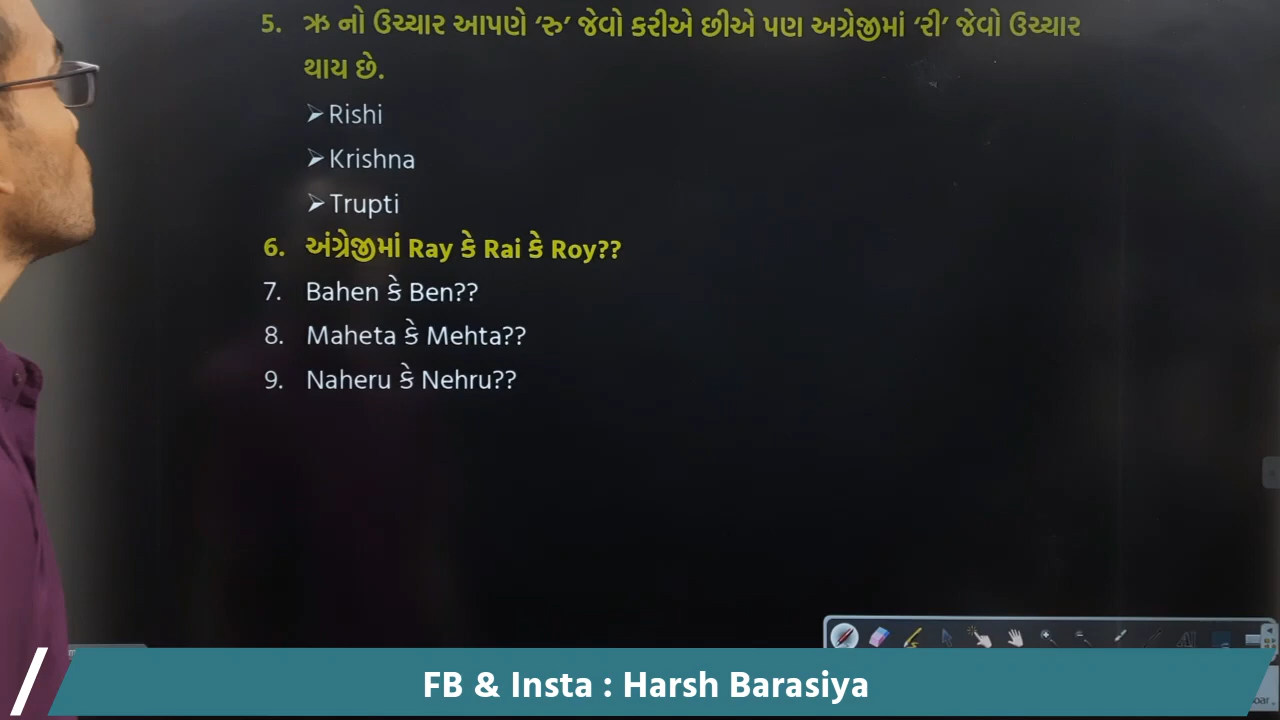 5. ઋ નો ઉચ્ચાર આપણે ‘રુ’ જેવો કરીએ છીએ પણ અગ્રેજીમાં ‘રી’ જેવો ઉચ્ચાર
થાય છે.
➢ Rishi
➢ Krishna
➢ Trupti
6. અંગ્રેજીમાં Ray કે Rai કે Roy??
7. Bahen કે Ben??
8. Maheta કે Mehta??
9. Naheru કે Nehru??
FB & Insta : Harsh Barasiya